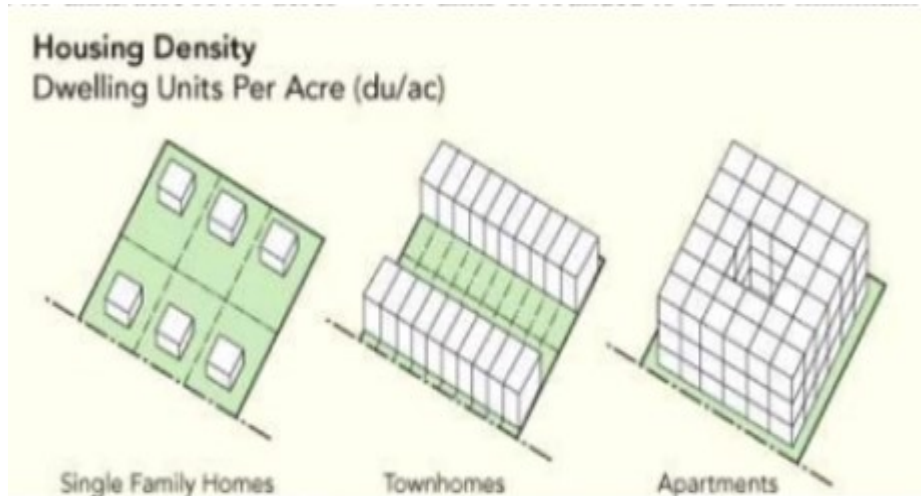 Housing Density
Dwelling Units Per Acre (du/ac)
Single Family Homes
Townhomes
Apartments